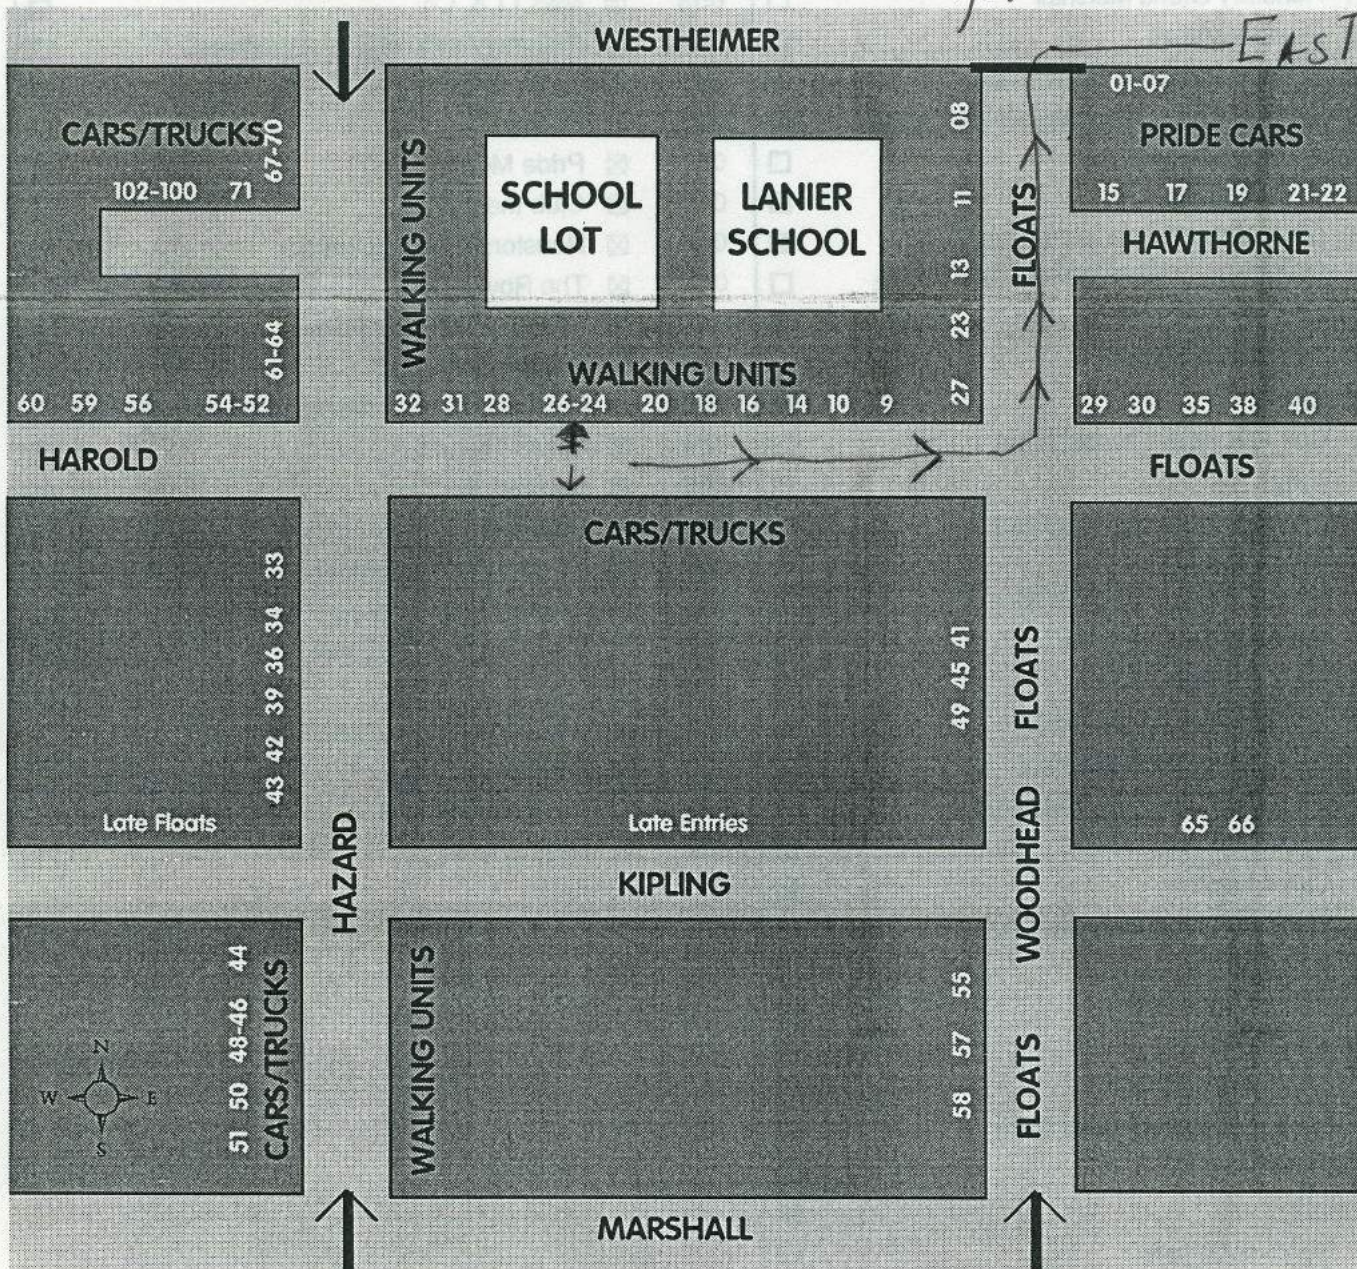 WESTHEIMER
EAST
CARS/TRUCKS
67-70
102-100 71
WALKING UNITS
SCHOOL
LOT
LANIER
SCHOOL
08
11
13
23
27
FLOATS
01-07
PRIDE CARS
15 17 19 21-22
HAWTHORNE
61-64
60 59 56 54-52
WALKING UNITS
32 31 28 26-24 20 18 16 14 10 9
29 30 35 38 40
HAROLD
FLOATS
CARS/TRUCKS
33
34
36
39
42
43
Late Floats
41
45
49
Late Entries
FLOATS
65 66
HAZARD
KIPLING
WOODHEAD
44
48-46
50
51
CARS/TRUCKS
N
W E
S
WALKING UNITS
55
57
58
FLOATS
MARSHALL